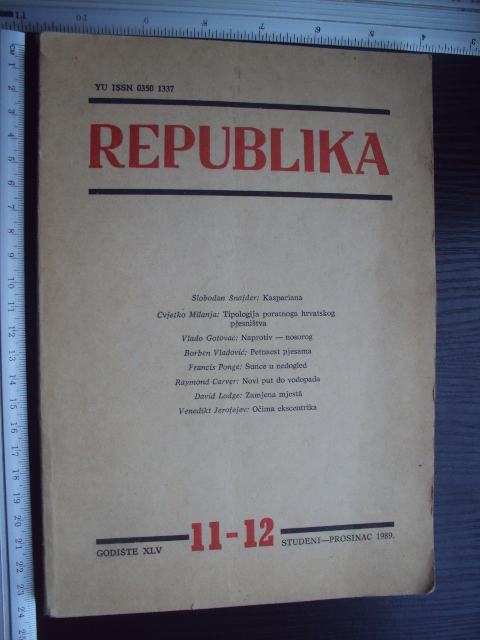 YU ISSN 0350 1337
REPUBLIKA
Slobodan Šnajder: Kaspariana
Cvjetko Milanja: Tipologija poratnoga hrvatskog
pjesništva
Vlado Gotovac: Naprotiv — nosorog
Borben Vladović: Petnaest pjesama
Francis Ponge: Sunce u nedogled
Raymond Carver: Novi put do vodopada
David Lodge: Zamjena mjestâ
Venedikt Jerofejev: Očima ekscentrika
GODIŠTE XLV 11-12 STUDENI—PROSINAC 1989.